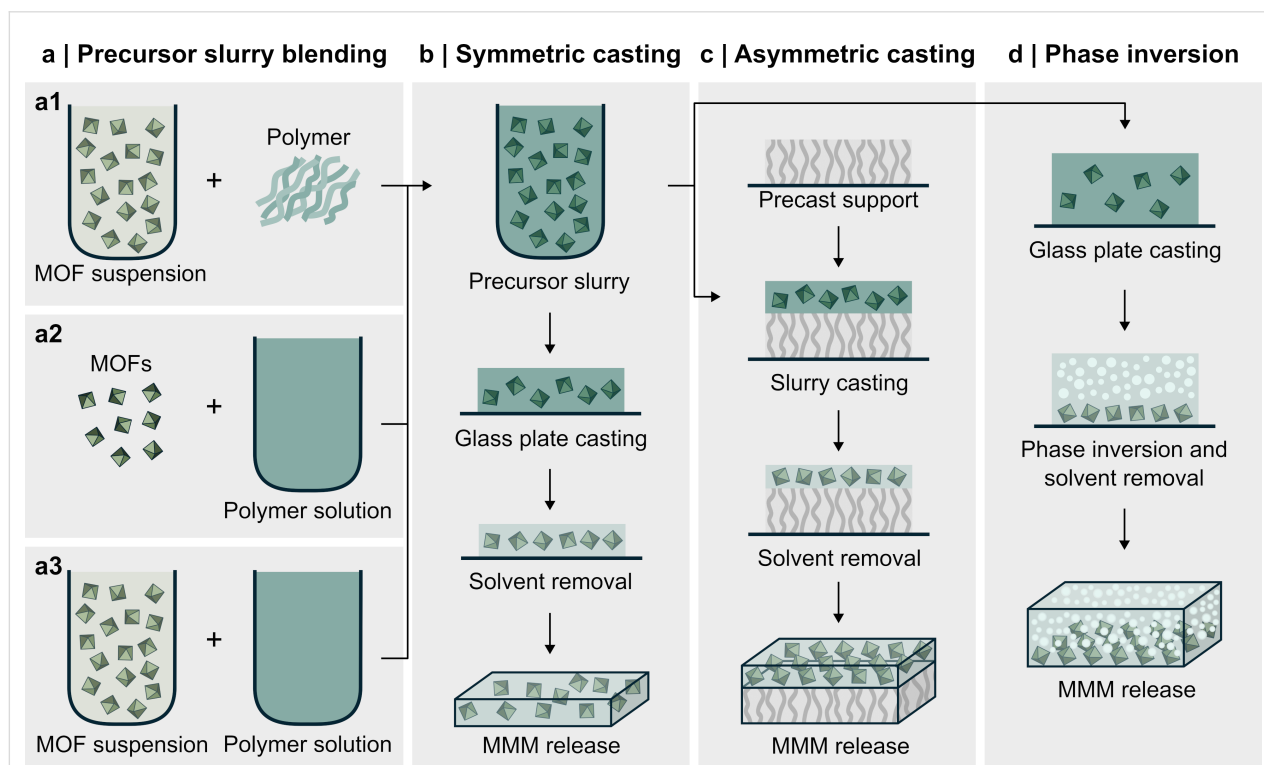 a | Precursor slurry blending
a1
Polymer
+
MOF suspension
a2
MOFs
+
Polymer solution
a3
+
MOF suspension
Polymer solution
b | Symmetric casting
Precursor slurry
Glass plate casting
Solvent removal
MMM release
c | Asymmetric casting
Precast support
Slurry casting
Solvent removal
MMM release
d | Phase inversion
Glass plate casting
Phase inversion and
solvent removal
MMM release